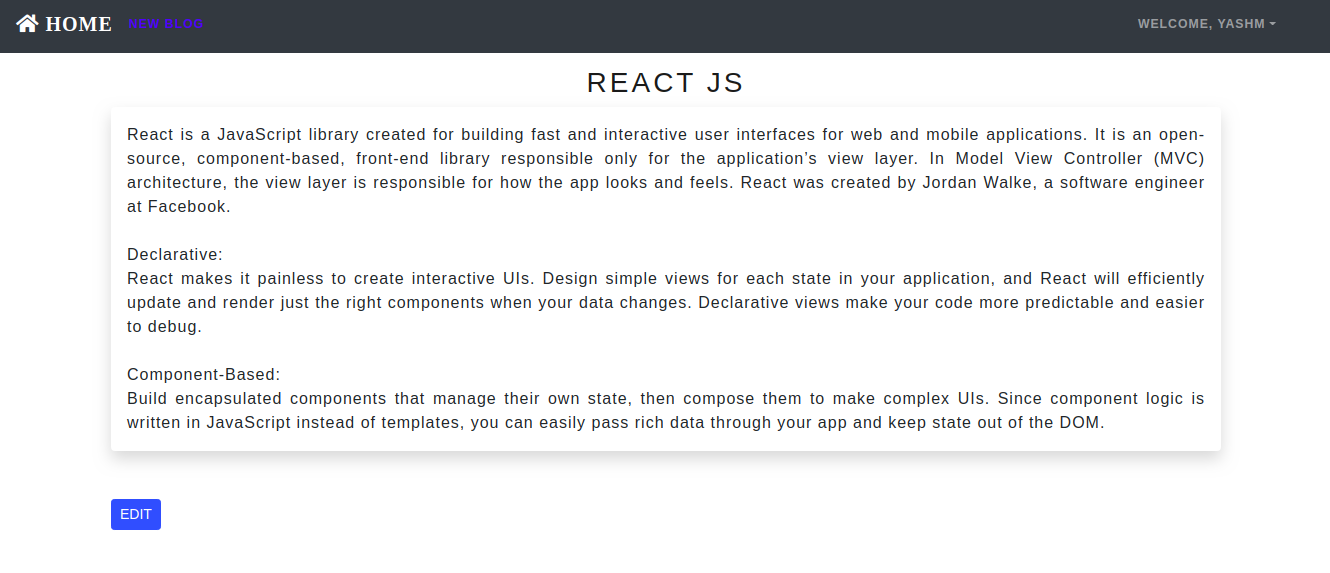 HOME NEW BLOG WELCOME, YASHM
REACT JS
React is a JavaScript library created for building fast and interactive user interfaces for web and mobile applications. It is an open-
source, component-based, front-end library responsible only for the application’s view layer. In Model View Controller (MVC)
architecture, the view layer is responsible for how the app looks and feels. React was created by Jordan Walke, a software engineer
at Facebook.
Declarative:
React makes it painless to create interactive UIs. Design simple views for each state in your application, and React will efficiently
update and render just the right components when your data changes. Declarative views make your code more predictable and easier
to debug.
Component-Based:
Build encapsulated components that manage their own state, then compose them to make complex UIs. Since component logic is
written in JavaScript instead of templates, you can easily pass rich data through your app and keep state out of the DOM.
EDIT